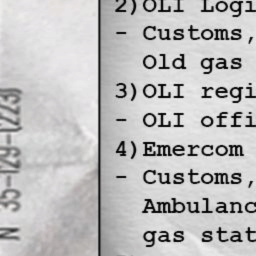 2)OLI Logi
- Customs,
Old gas
3)OLI regi
- OLI offi
4)Emercom
- Customs,
Ambulanc
gas stat
N 35-129-(223)